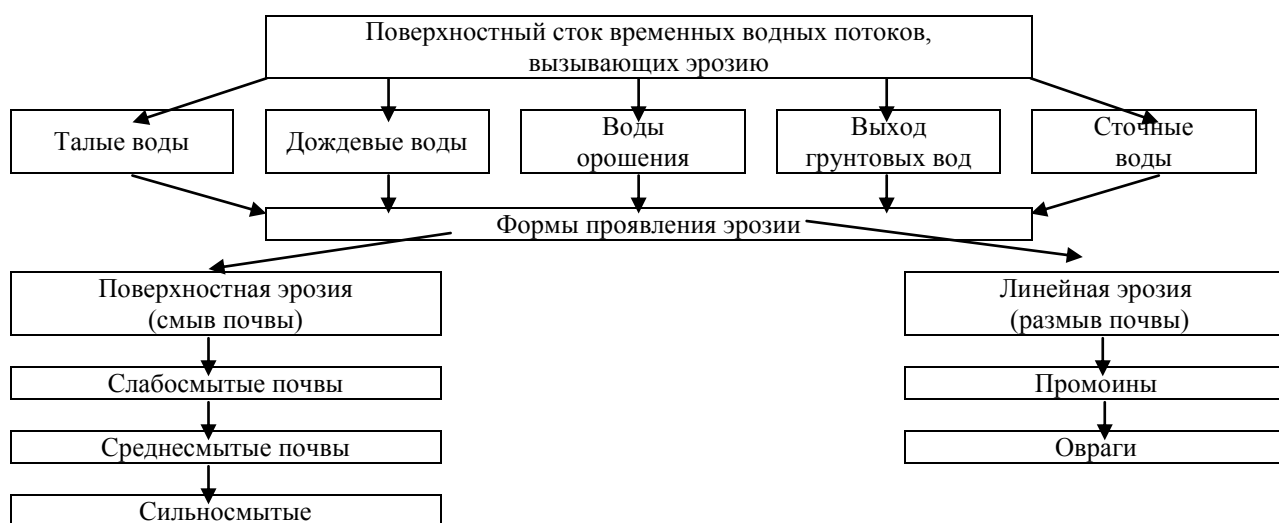 Поверхностный сток временных водных потоков,
вызывающих эрозию
Талые воды
Дождевые воды
Воды
орошения
Выход
грунтовых вод
Сточные
воды
Формы проявления эрозии
Поверхностная эрозия
(смыв почвы)
Линейная эрозия
(размыв почвы)
Слабосмытые почвы
Промоины
Среднесмытые почвы
Овраги
Сильносмытые